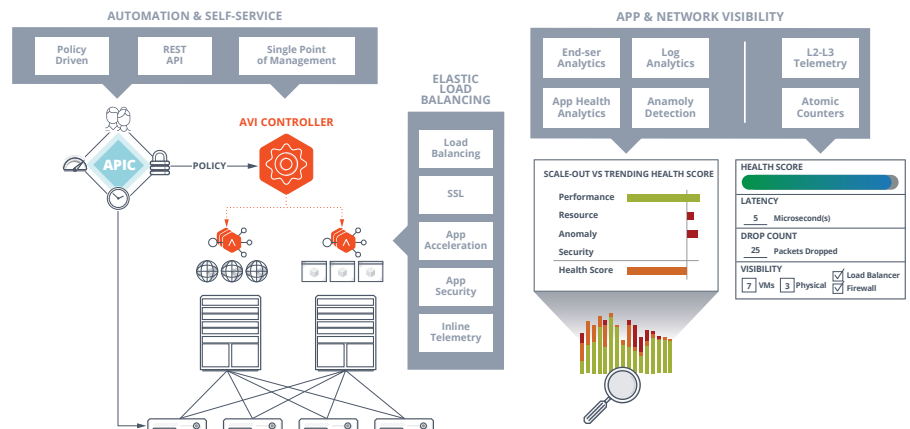 AUTOMATION & SELF-SERVICE
Policy
Driven
REST
API
Single Point
of Management
APIC
POLICY
AVI CONTROLLER
ELASTIC
LOAD
BALANCING
Load
Balancing
SSL
App
Acceleration
App
Security
Inline
Telemetry
APP & NETWORK VISIBILITY
End-ser
Analytics
Log
Analytics
L2-L3
Telemetry
App Health
Analytics
Anamoly
Detection
Atomic
Counters
SCALE-OUT VS TRENDING HEALTH SCORE
Performance
Resource
Anomaly
Security
Health Score
HEALTH SCORE
LATENCY
5 Microsecond(s)
DROP COUNT
25 Packets Dropped
VISIBILITY
7 VMs 3 Physical
Load Balancer
Firewall